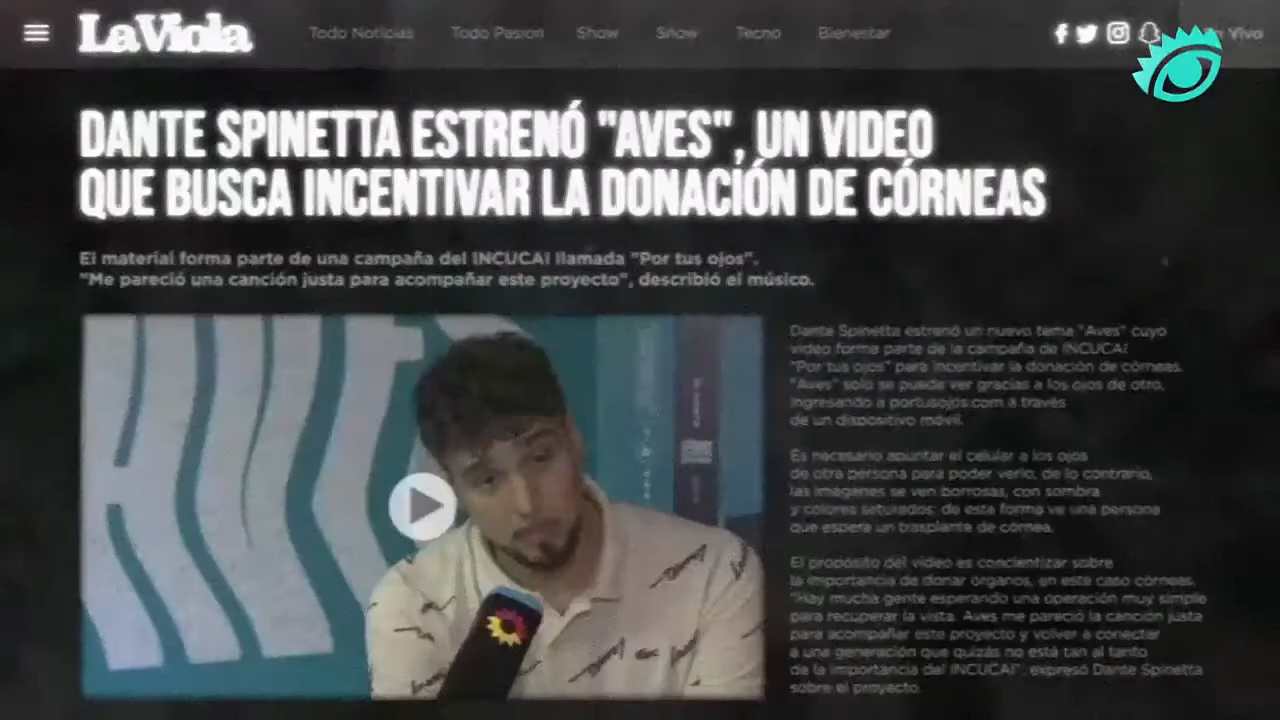 LaViola
Todo Noticias Todo Pasion Show Show Tecno Bienestar
n Vivo
DANTE SPINETTA ESTRENÓ "AVES", UN VIDEO
QUE BUSCA INCENTIVAR LA DONACIÓN DE CÓRNEAS
El material forma parte de una campaña del INCUCAI llamada "Por tus ojos".
"Me pareció una canción justa para acompañar este proyecto", describió el músico.
Dante Spinetta estrenó un nuevo tema "Aves" cuyo
video forma parte de la campaña de INCUCAI
"Por tus ojos" para incentivar la donación de córneas.
"Aves" solo se puede ver gracias a los ojos de otro,
ingresando a portusojos.com a través
de un dispositivo móvil.
Es necesario apuntar el celular a los ojos
de otra persona para poder verlo, de lo contrario,
las imágenes se ven borrosas, con sombra
y colores saturados: de esta forma ve una persona
que espera un trasplante de córnea.
El propósito del video es concientizar sobre
la importancia de donar órganos, en este caso córneas.
"Hay mucha gente esperando una operación muy simple
para recuperar la vista. Aves me pareció la canción justa
para acompañar este proyecto y volver a conectar
a una generación que quizás no está tan al tanto
de la importancia del INCUCAI", expresó Dante Spinetta
sobre el proyecto.